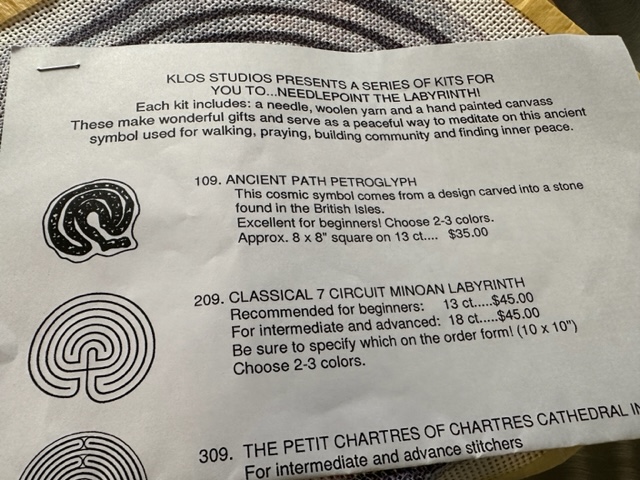 KLOS STUDIOS PRESENTS A SERIES OF KITS FOR
YOU TO...NEEDLEPOINT THE LABYRINTH!
Each kit includes: a needle, woolen yarn and a hand painted canvass
These make wonderful gifts and serve as a peaceful way to meditate on this ancient
symbol used for walking, praying, building community and finding inner peace.
109. ANCIENT PATH PETROGLYPH
This cosmic symbol comes from a design carved into a stone
found in the British Isles.
Excellent for beginners! Choose 2-3 colors.
Approx. 8 x 8" square on 13 ct.... $35.00
209. CLASSICAL 7 CIRCUIT MINOAN LABYRINTH
Recommended for beginners: 13 ct.....$45.00
For intermediate and advanced: 18 ct.....$45.00
Be sure to specify which on the order form! (10 x 10")
Choose 2-3 colors.
309. THE PETIT CHARTRES OF CHARTRES CATHEDRAL IN
For intermediate and advance stitchers